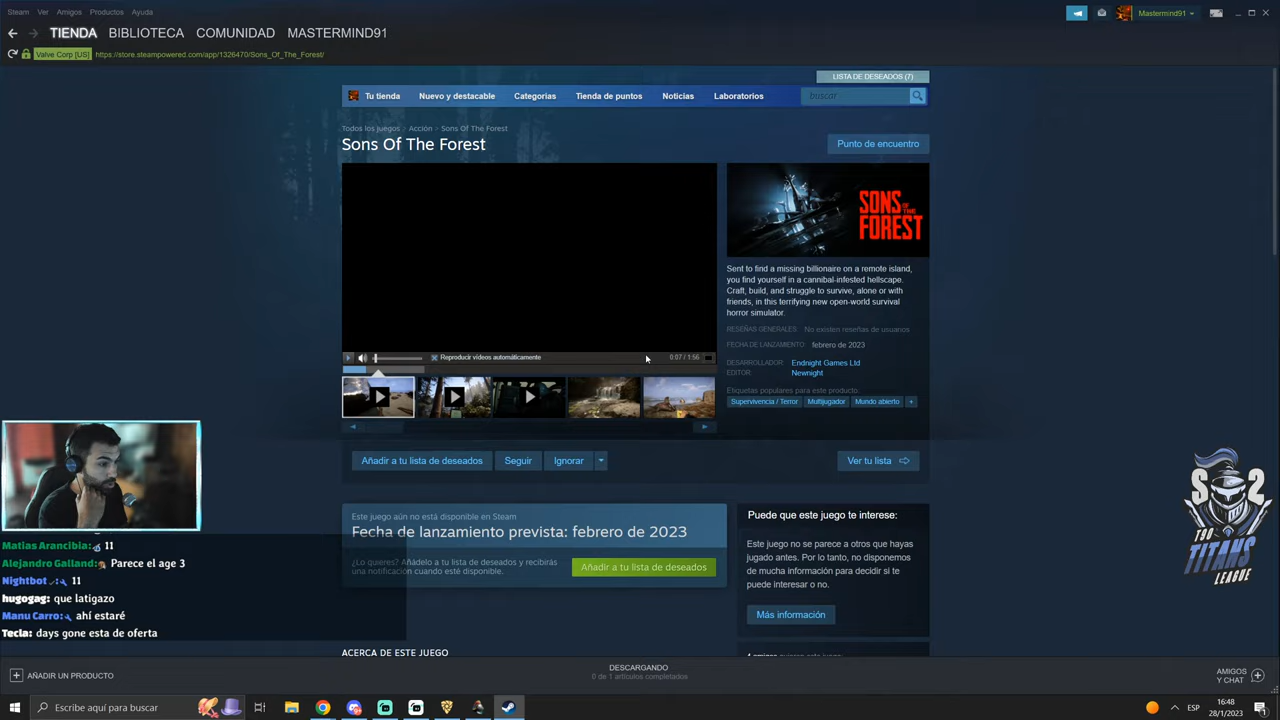 Steam Ver Amigos Productos Ayuda
Mastermind91
TIENDA BIBLIOTECA COMUNIDAD MASTERMIND91
Valve Corp [US] https://store.steampowered.com/app/1326470/Sons_Of_The_Forest/
LISTA DE DESEADOS (7)
Tu tienda Nuevo y destacable Categorías Tienda de puntos Noticias Laboratorios buscar
Todos los juegos > Acción > Sons Of The Forest
Sons Of The Forest
Punto de encuentro
SONS OF THE FOREST
Sent to find a missing billionaire on a remote island,
you find yourself in a cannibal-infested hellscape.
Craft, build, and struggle to survive, alone or with
friends, in this terrifying new open-world survival
horror simulator.
RESEÑAS GENERALES: No existen reseñas de usuarios
FECHA DE LANZAMIENTO: febrero de 2023
Reproducir vídeos automáticamente 0:07 / 1:56
DESARROLLADOR: Endnight Games Ltd
EDITOR: Newnight
Etiquetas populares para este producto:
Supervivencia / Terror Multijugador Mundo abierto +
Añadir a tu lista de deseados Seguir Ignorar Ver tu lista
Este juego aún no está disponible en Steam
Fecha de lanzamiento prevista: febrero de 2023
¿Lo quieres? Añádelo a tu lista de deseados y recibirás
una notificación cuando esté disponible.
Añadir a tu lista de deseados
Puede que este juego te interese:
Este juego no se parece a otros que hayas
jugado antes. Por lo tanto, no disponemos
de mucha información para decidir si te
puede interesar o no.
Más información
Matias Arancibia: 11
Alejandro Galland: Parece el age 3
Nightbot : 11
hugogag: que latigazo
Manu Carro: ahí estaré
Tecla: days gone esta de oferta
S2
TITANS
LEAGUE
ACERCA DE ESTE JUEGO
AÑADIR UN PRODUCTO
DESCARGANDO
0 de 1 artículos completados
AMIGOS
Y CHAT
Escribe aquí para buscar
ESP
16:48
28/1/2023